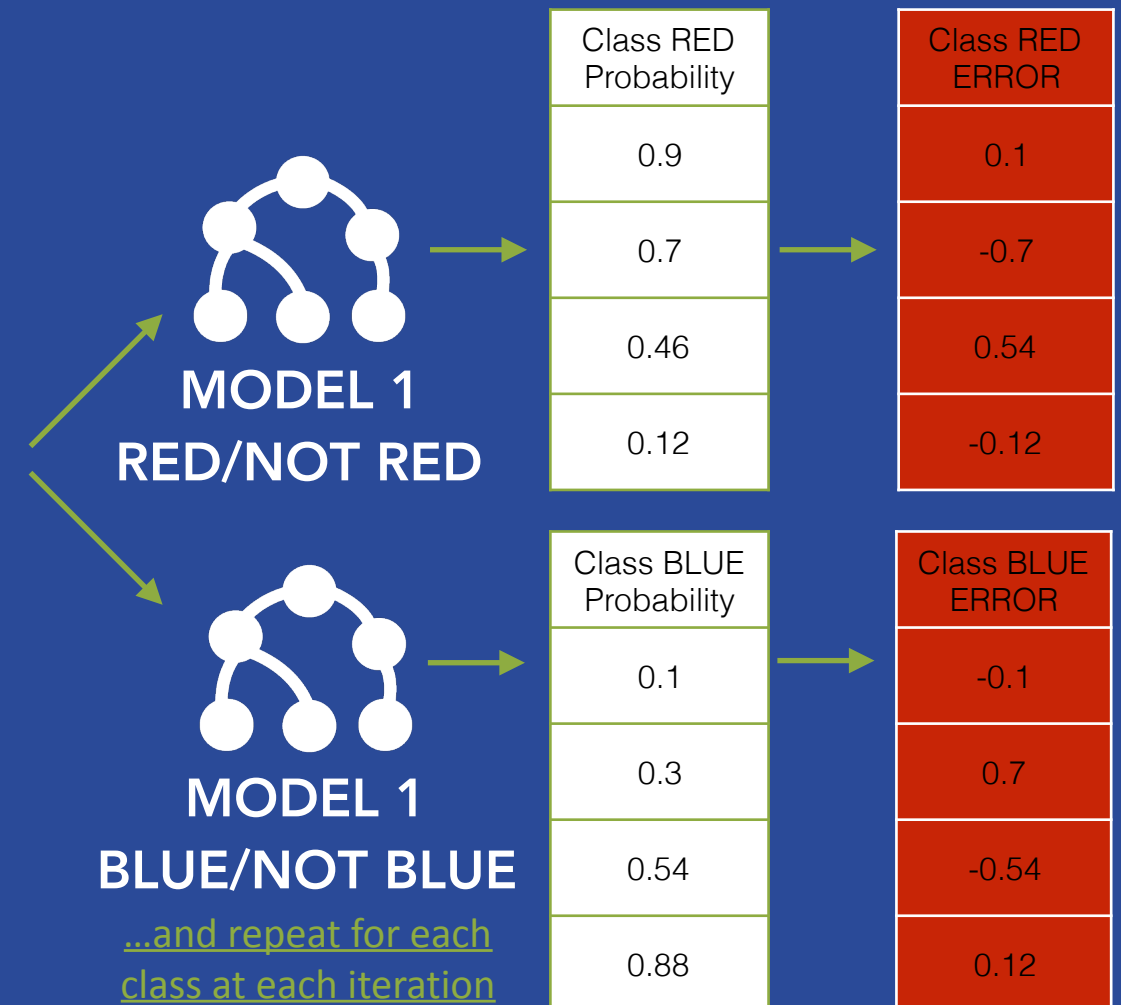 Class RED
Probability
0.9
0.7
0.46
0.12
Class RED
ERROR
0.1
-0.7
0.54
-0.12
MODEL 1
RED/NOT RED
Class BLUE
Probability
0.1
0.3
0.54
0.88
Class BLUE
ERROR
-0.1
0.7
-0.54
0.12
MODEL 1
BLUE/NOT BLUE
...and repeat for each
class at each iteration